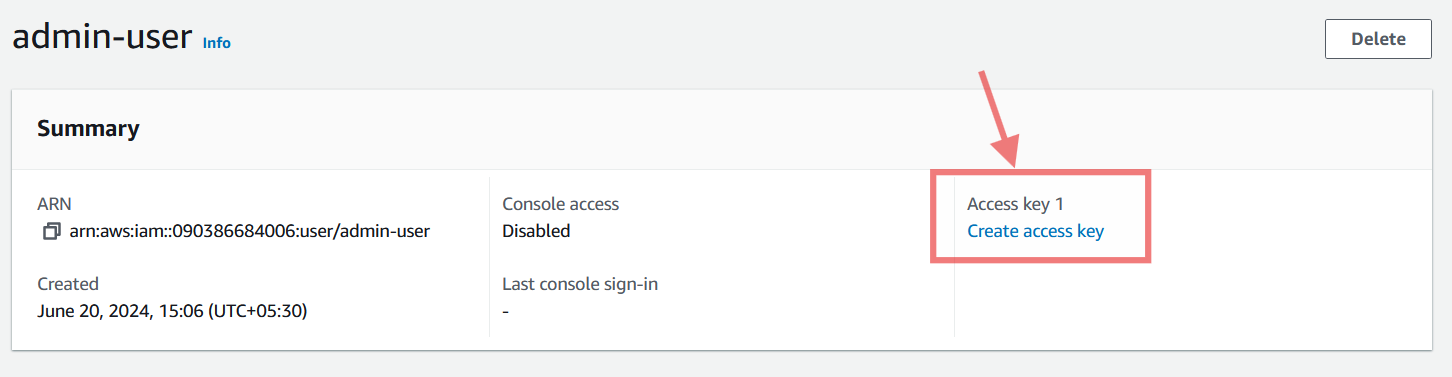 admin-user Info
Delete
Summary
ARN
arn:aws:iam::090386684006:user/admin-user
Created
June 20, 2024, 15:06 (UTC+05:30)
Console access
Disabled
Last console sign-in
-
Access key 1
Create access key